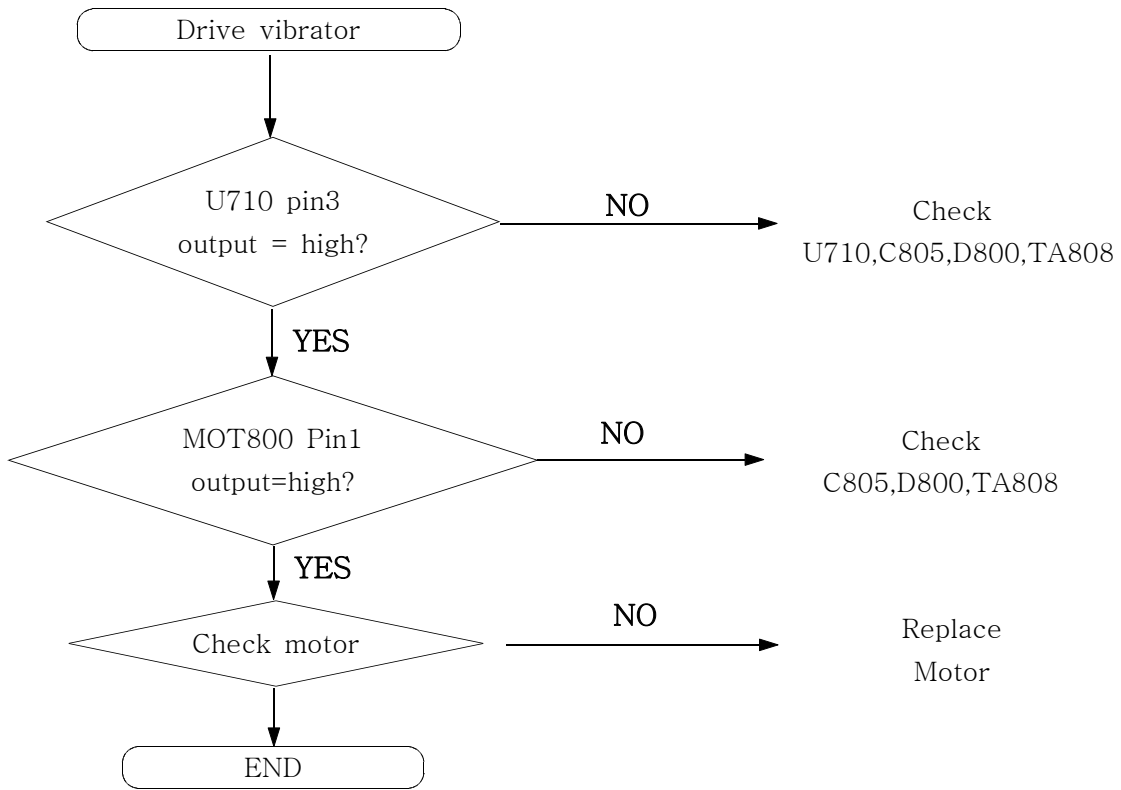 Drive vibrator
U710 pin3
output = high?
NO
Check
U710,C805,D800,TA808
YES
MOT800 Pin1
output=high?
NO
Check
C805,D800,TA808
YES
Check motor
NO
Replace
Motor
END